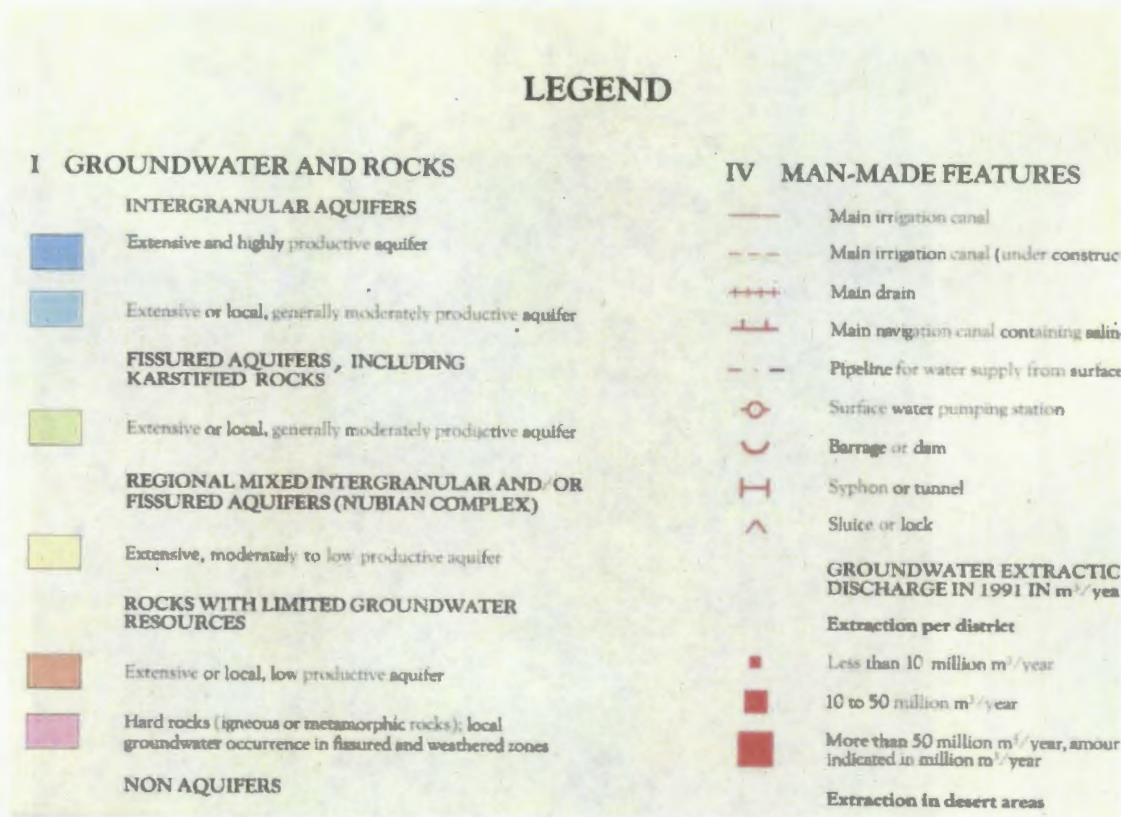 LEGEND
I GROUNDWATER AND ROCKS
INTERGRANULAR AQUIFERS
Extensive and highly productive aquifer
Extensive or local, generally moderately productive aquifer
FISSURED AQUIFERS, INCLUDING
KARSTIFIED ROCKS
Extensive or local, generally moderately productive aquifer
REGIONAL MIXED INTERGRANULAR AND/OR
FISSURED AQUIFERS (NUBIAN COMPLEX)
Extensive, moderately to low productive aquifer
ROCKS WITH LIMITED GROUNDWATER
RESOURCES
Extensive or local, low productive aquifer
Hard rocks (igneous or metamorphic rocks); local
groundwater occurrence in fissured and weathered zones
NON AQUIFERS
IV MAN-MADE FEATURES
Main irrigation canal
Main irrigation canal (under construc
Main drain
Main navigation canal containing salin
Pipeline for water supply from surface
Surface water pumping station
Barrage or dam
Syphon or tunnel
Sluice or lock
GROUNDWATER EXTRACTIO
DISCHARGE IN 1991 IN m³/yea
Extraction per district
Less than 10 million m³/year
10 to 50 million m³/year
More than 50 million m³/year, amour
indicated in million m³/year
Extraction in desert areas